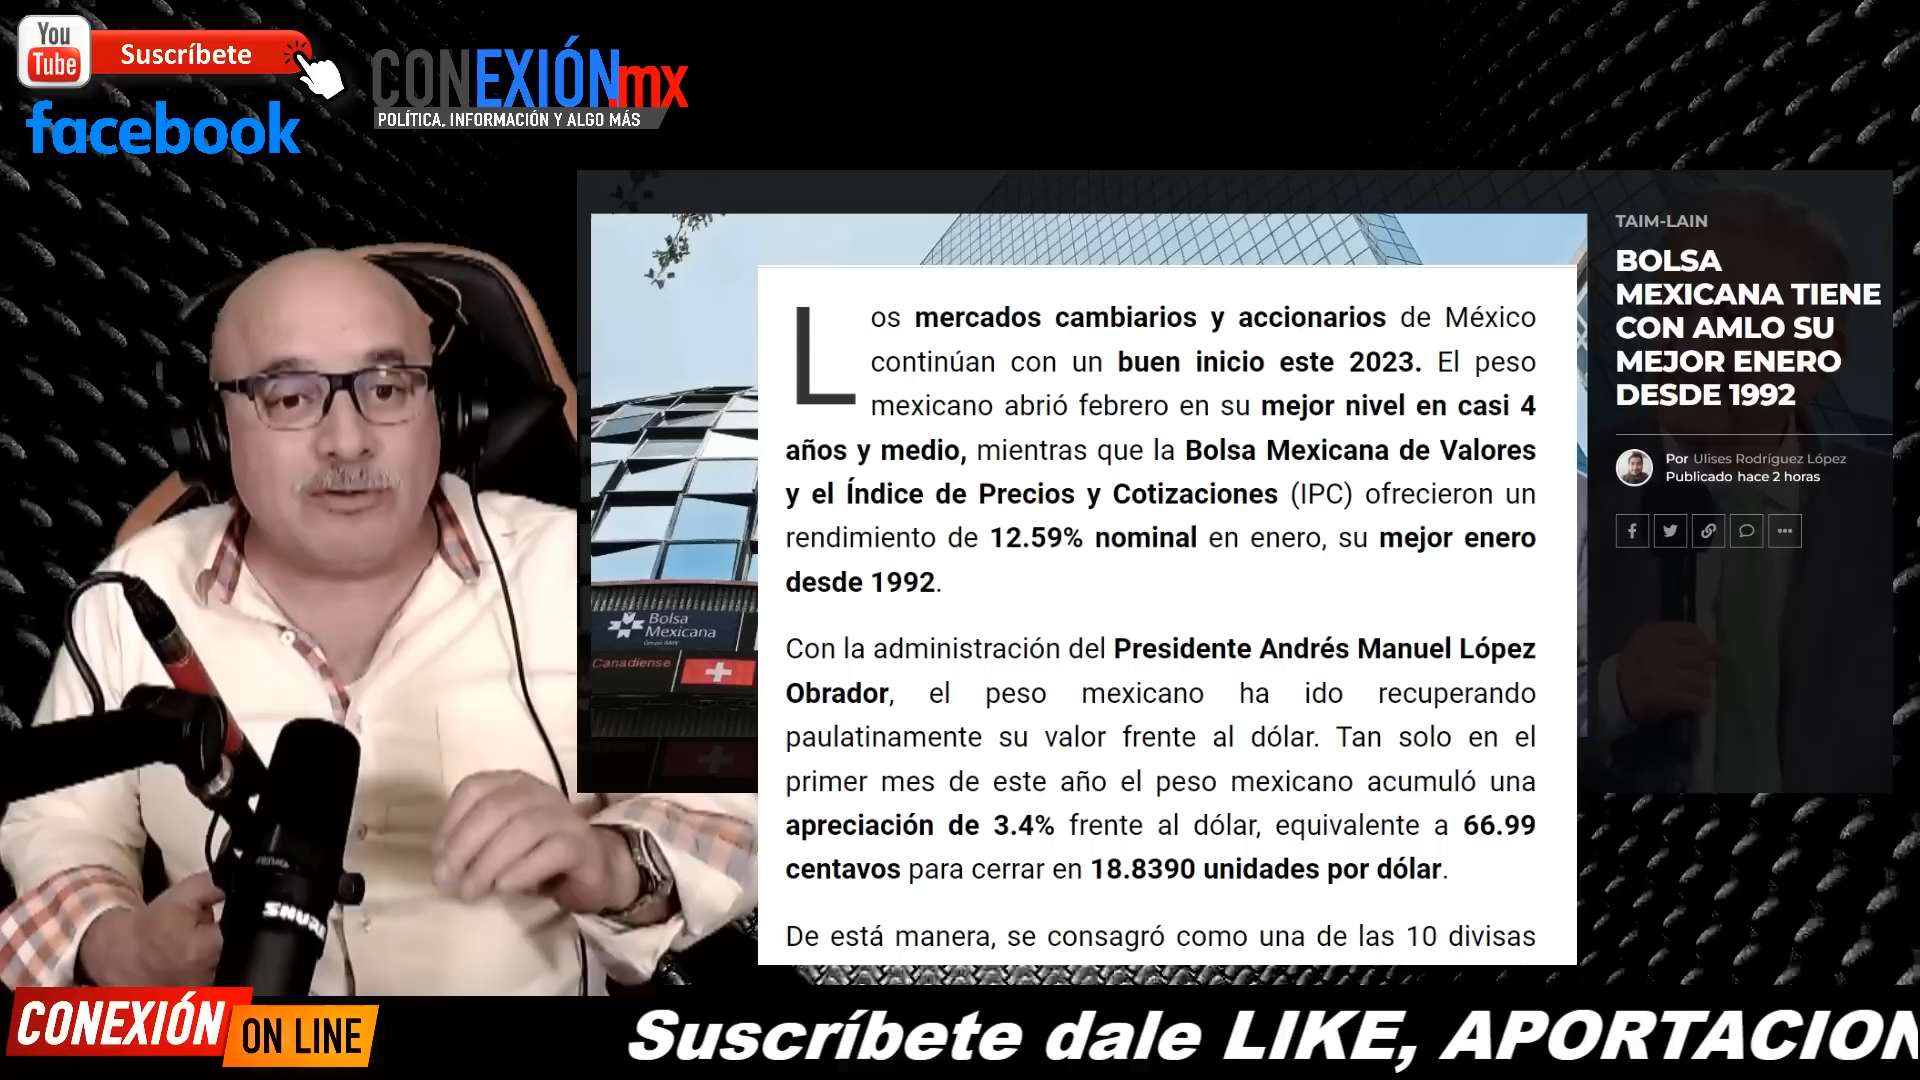 You
Tube
Suscríbete
facebook
CONEXIÓN.mx
POLÍTICA, INFORMACIÓN Y ALGO MÁS
TAIM-LAIN
BOLSA
MEXICANA TIENE
CON AMLO SU
MEJOR ENERO
DESDE 1992
Por Ulises Rodríguez López
Publicado hace 2 horas
Los mercados cambiarios y accionarios de México
continúan con un buen inicio este 2023. El peso
mexicano abrió febrero en su mejor nivel en casi 4
años y medio, mientras que la Bolsa Mexicana de Valores
y el Índice de Precios y Cotizaciones (IPC) ofrecieron un
rendimiento de 12.59% nominal en enero, su mejor enero
desde 1992.
Con la administración del Presidente Andrés Manuel López
Obrador, el peso mexicano ha ido recuperando
paulatinamente su valor frente al dólar. Tan solo en el
primer mes de este año el peso mexicano acumuló una
apreciación de 3.4% frente al dólar, equivalente a 66.99
centavos para cerrar en 18.8390 unidades por dólar.
De está manera, se consagró como una de las 10 divisas
Bolsa
Mexicana
Canadiense
SHURE
CONEXIÓN
ON LINE
Suscríbete dale LIKE, APORTACION